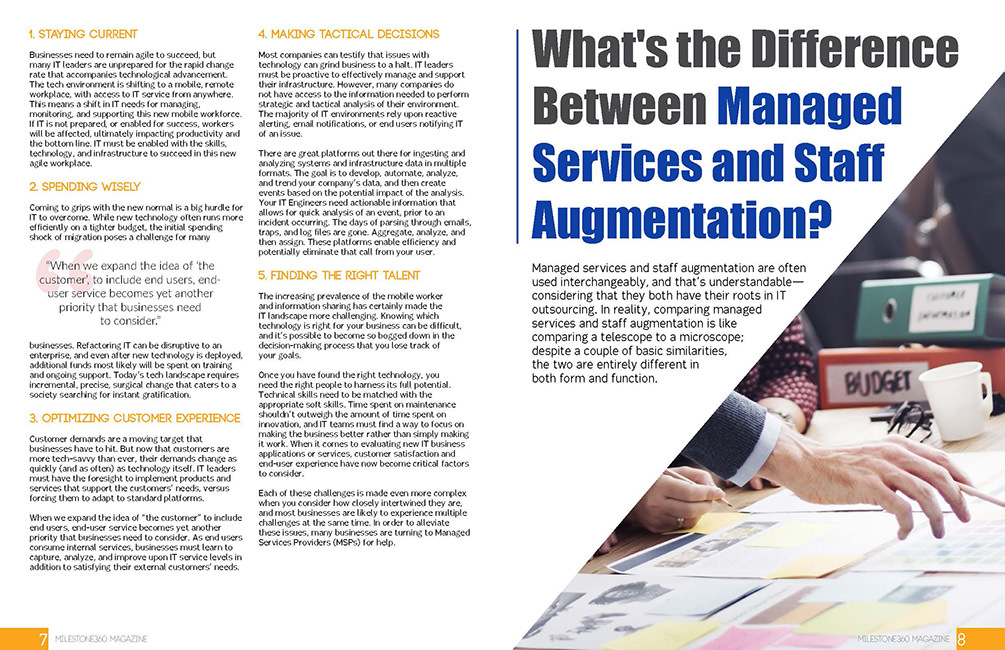 1. STAYING CURRENT
Businesses need to remain agile to succeed, but
many IT leaders are unprepared for the rapid change
rate that accompanies technological advancement.
The tech environment is shifting to a mobile, remote
workplace, with access to IT service from anywhere.
This means a shift in IT needs for managing,
monitoring, and supporting this new mobile workforce.
If IT is not prepared, or enabled for success, workers
will be affected, ultimately impacting productivity and
the bottom line. IT must be enabled with the skills,
technology, and infrastructure to succeed in this new
agile workplace.
2. SPENDING WISELY
Coming to grips with the new normal is a big hurdle for
IT to overcome. While new technology often runs more
efficiently on a tighter budget, the initial spending
shock of migration poses a challenge for many
“When we expand the idea of ‘the
customer’, to include end users, end-
user service becomes yet another
priority that businesses need
to consider.”
businesses. Refactoring IT can be disruptive to an
enterprise, and even after new technology is deployed,
additional funds most likely will be spent on training
and ongoing support. Today's tech landscape requires
incremental, precise, surgical change that caters to a
society searching for instant gratification.
3. OPTIMIZING CUSTOMER EXPERIENCE
Customer demands are a moving target that
businesses have to hit. But now that customers are
more tech-savvy than ever, their demands change as
quickly (and as often) as technology itself. IT leaders
must have the foresight to implement products and
services that support the customers' needs, versus
forcing them to adapt to standard platforms.
When we expand the idea of “the customer” to include
end users, end-user service becomes yet another
priority that businesses need to consider. As end users
consume internal services, businesses must learn to
capture, analyze, and improve upon IT service levels in
addition to satisfying their external customers' needs.
4. MAKING TACTICAL DECISIONS
Most companies can testify that issues with
technology can grind business to a halt. IT leaders
must be proactive to effectively manage and support
their infrastructure. However, many companies do
not have access to the information needed to perform
strategic and tactical analysis of their environment.
The majority of IT environments rely upon reactive
alerting, email notifications, or end users notifying IT
of an issue.
There are great platforms out there for ingesting and
analyzing systems and infrastructure data in multiple
formats. The goal is to develop, automate, analyze,
and trend your company's data, and then create
events based on the potential impact of the analysis.
Your IT Engineers need actionable information that
allows for quick analysis of an event, prior to an
incident occurring. The days of parsing through emails,
traps, and log files are gone. Aggregate, analyze, and
then assign. These platforms enable efficiency and
potentially eliminate that call from your user.
5. FINDING THE RIGHT TALENT
The increasing prevalence of the mobile worker
and information sharing has certainly made the
IT landscape more challenging. Knowing which
technology is right for your business can be difficult,
and it's possible to become so bogged down in the
decision-making process that you lose track of
your goals.
Once you have found the right technology, you
need the right people to harness its full potential.
Technical skills need to be matched with the
appropriate soft skills. Time spent on maintenance
shouldn't outweigh the amount of time spent on
innovation, and IT teams must find a way to focus on
making the business better rather than simply making
it work. When it comes to evaluating new IT business
applications or services, customer satisfaction and
end-user experience have now become critical factors
to consider.
Each of these challenges is made even more complex
when you consider how closely intertwined they are,
and most businesses are likely to experience multiple
challenges at the same time. In order to alleviate
these issues, many businesses are turning to Managed
Services Providers (MSPs) for help.
7 MILESTONE360 MAGAZINE
What's the Difference
Between Managed
Services and Staff
Augmentation?
Managed services and staff augmentation are often
used interchangeably, and that's understandable—
considering that they both have their roots in IT
outsourcing. In reality, comparing managed
services and staff augmentation is like
comparing a telescope to a microscope;
despite a couple of basic similarities,
the two are entirely different in
both form and function.
CUSTOMER
INFORMATION
BUDGET
MILESTONE360 MAGAZINE 8